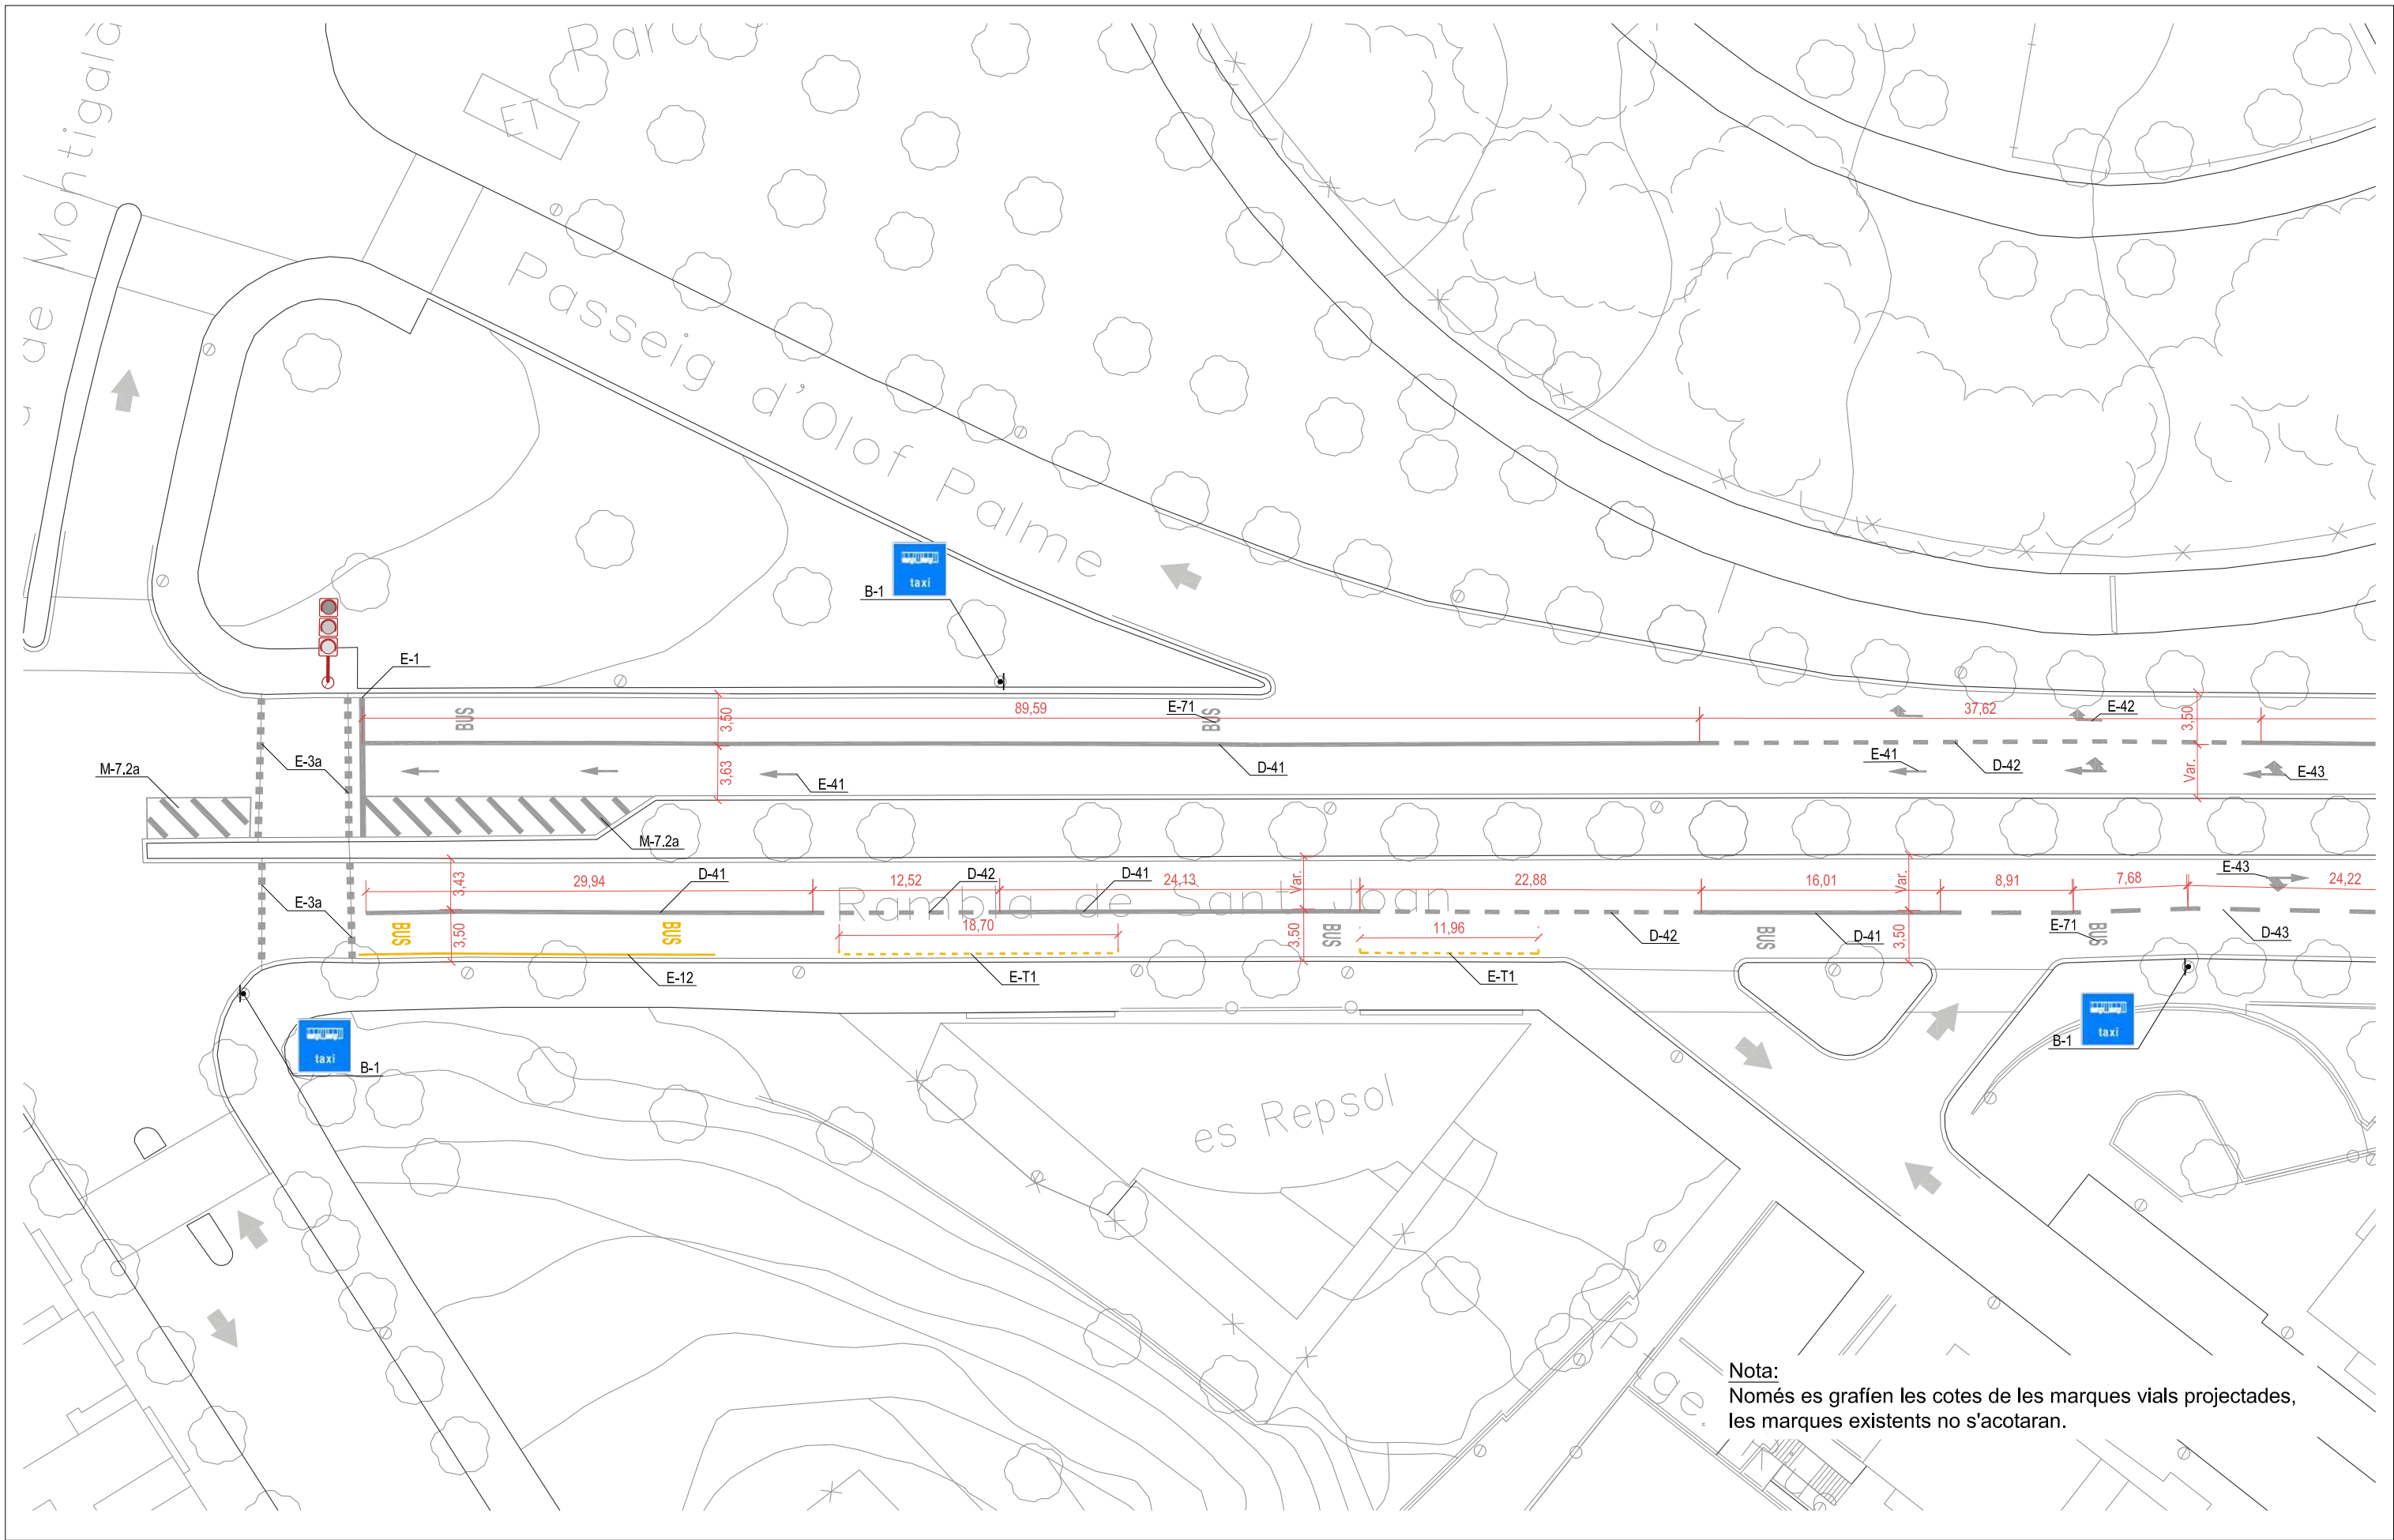 de Montigalà
Parc
ET
Passeig d'Olof Palme
taxi
B-1
E-1
BUS
89,59
E-71
BUS
37,62
E-42
3,50
3,50
E-3a
M-7.2a
3,63
E-41
D-41
E-41
D-42
Var.
E-43
M-7.2a
3,43
29,94
D-41
12,52
D-42
D-41
24,13
Var.
22,88
16,01
Var.
8,91
7,68
E-43
24,22
E-3a
Rambla de Sant Joan
BUS
BUS
3,50
18,70
3,50
BUS
11,96
D-42
BUS
D-41
3,50
E-71
BUS
D-43
E-12
E-T1
E-T1
taxi
B-1
taxi
B-1
es Repsol
Ptge.
Nota:
Només es grafíen les cotes de les marques vials projectades,
les marques existents no s'acotaran.